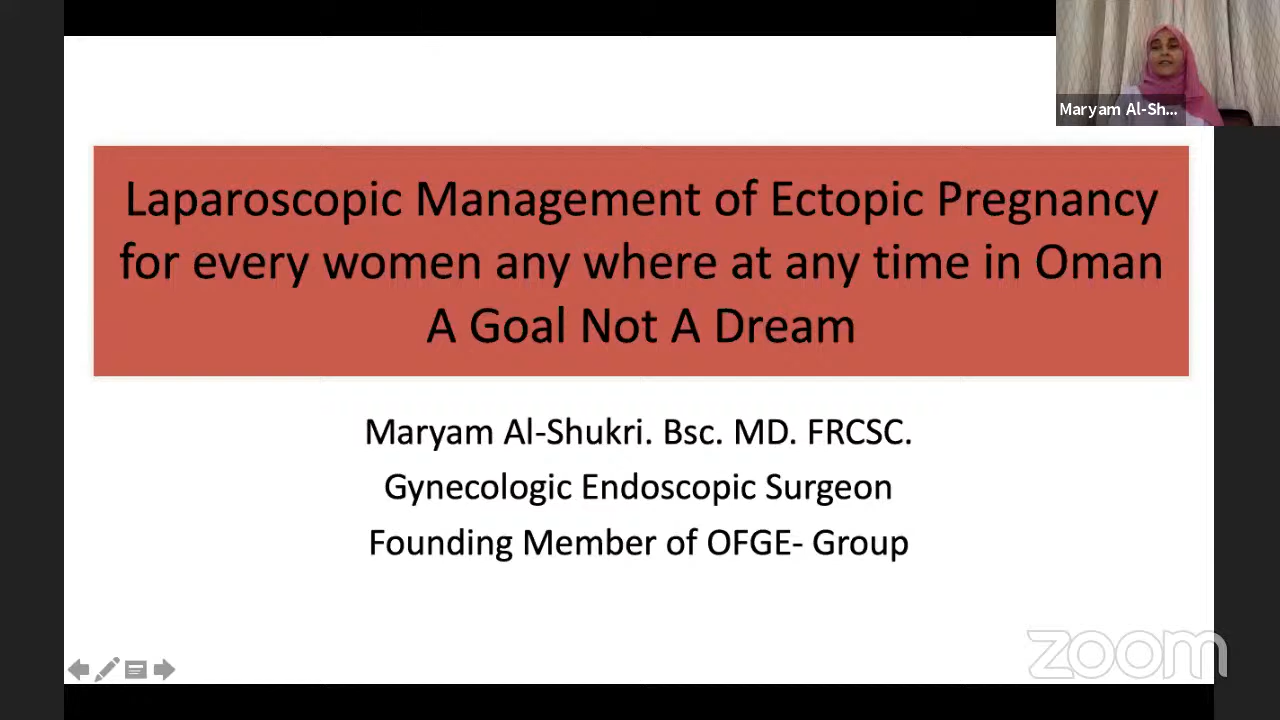 Maryam Al-Sh...
Laparoscopic Management of Ectopic Pregnancy
for every women any where at any time in Oman
A Goal Not A Dream
Maryam Al-Shukri. Bsc. MD. FRCSC.
Gynecologic Endoscopic Surgeon
Founding Member of OFGE- Group
zoom